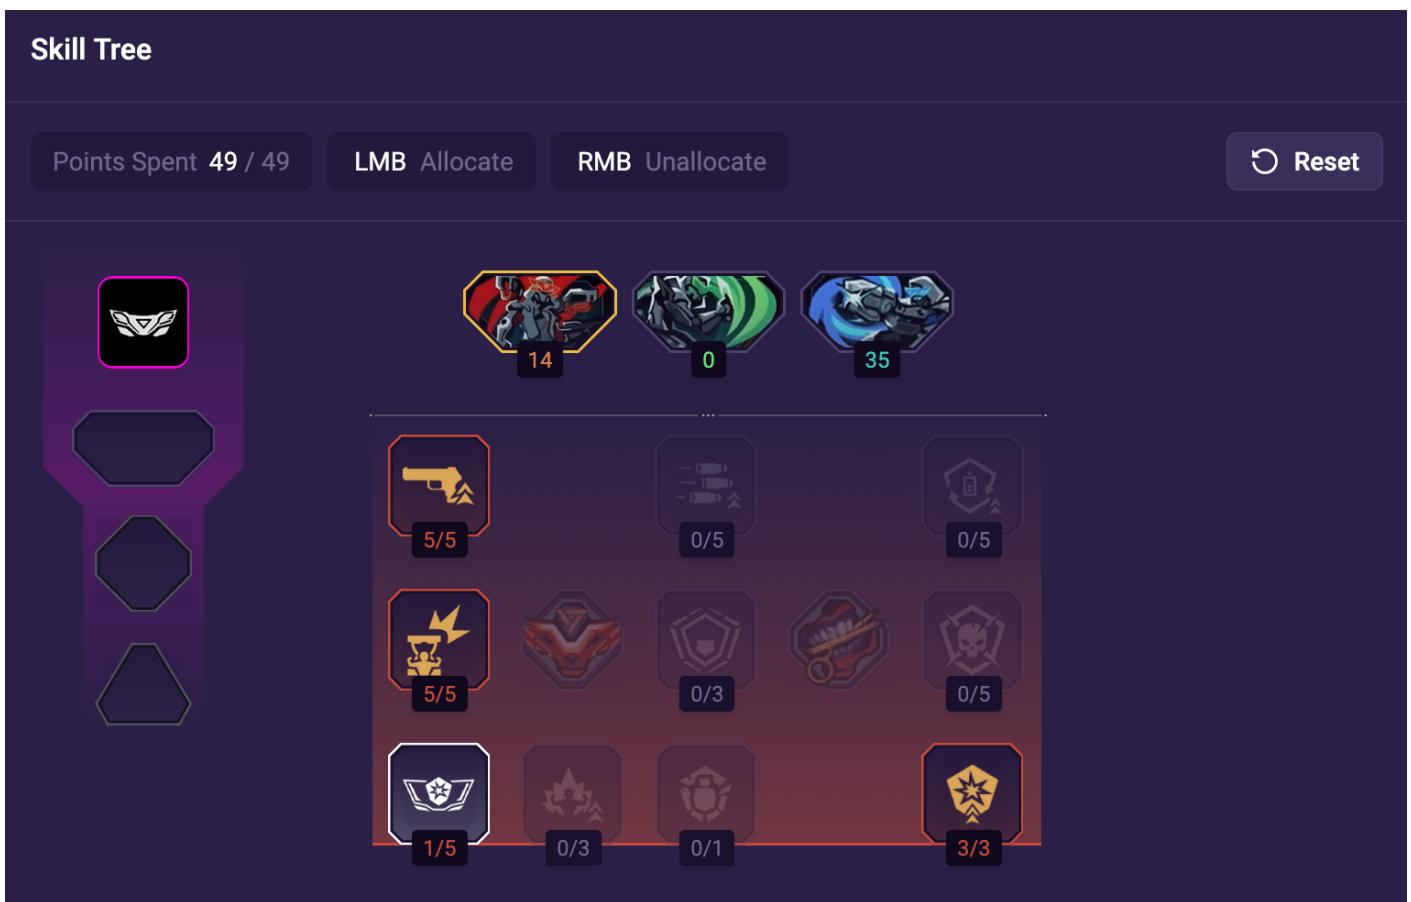 Skill Tree
Points Spent 49 / 49
LMB Allocate
RMB Unallocate
Reset
14
0
35
5/5
0/5
0/5
5/5
0/3
0/5
1/5
0/3
0/1
3/3